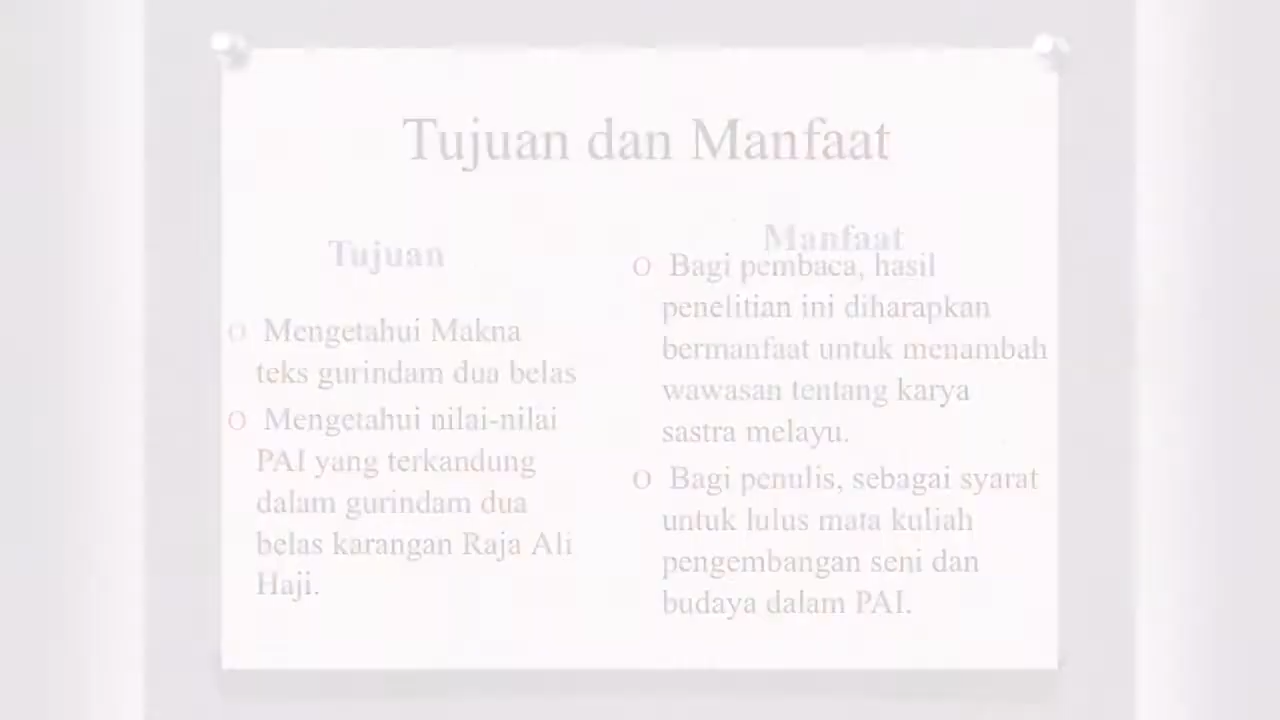 Tujuan dan Manfaat
Tujuan
O Mengetahui Makna
teks gurindam dua belas
O Mengetahui nilai-nilai
PAI yang terkandung
dalam gurindam dua
belas karangan Raja Ali
Haji.
Manfaat
O Bagi pembaca, hasil
penelitian ini diharapkan
bermanfaat untuk menambah
wawasan tentang karya
sastra melayu.
O Bagi penulis, sebagai syarat
untuk lulus mata kuliah
pengembangan seni dan
budaya dalam PAI.